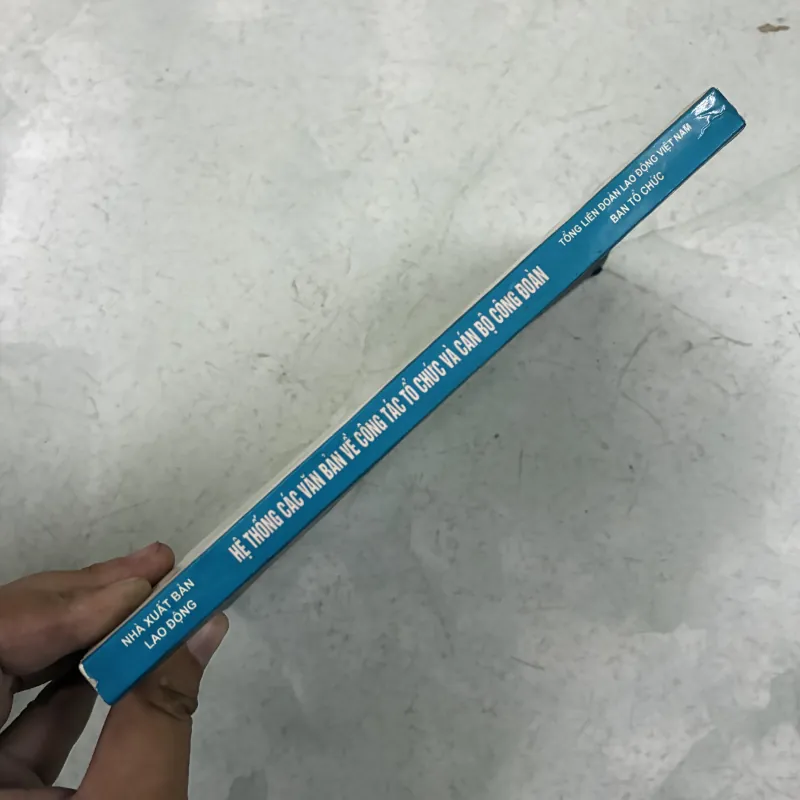 NHÀ XUẤT BẢN
LAO ĐỘNG
HỆ THỐNG CÁC VĂN BẢN VỀ CÔNG TÁC TỔ CHỨC VÀ CÁN BỘ CÔNG ĐOÀN
TỔNG LIÊN ĐOÀN LAO ĐỘNG VIỆT NAM
BAN TỔ CHỨC